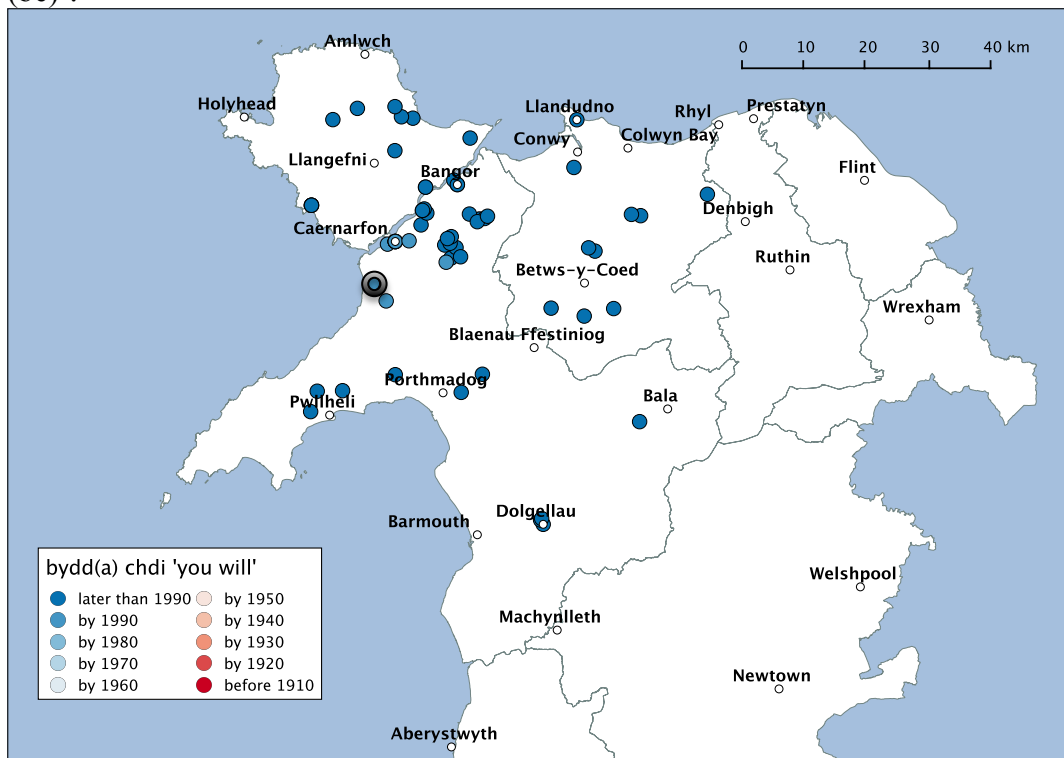 Amlwch
0 10 20 30 40 km
Holyhead
Llandudno
Rhyl
Prestatyn
Conwy
Colwyn Bay
Llangefni
Bangor
Flint
Denbigh
Caernarfon
Ruthin
Betws-y-Coed
Wrexham
Blaenau Ffestiniog
Porthmadog
Pwllheli
Bala
Dolgellau
Barmouth
bydd(a) chdi 'you will'
later than 1990 by 1950
by 1990 by 1940
by 1980 by 1930
by 1970 by 1920
by 1960 before 1910
Welshpool
Machynlleth
Newtown
Aberystwyth